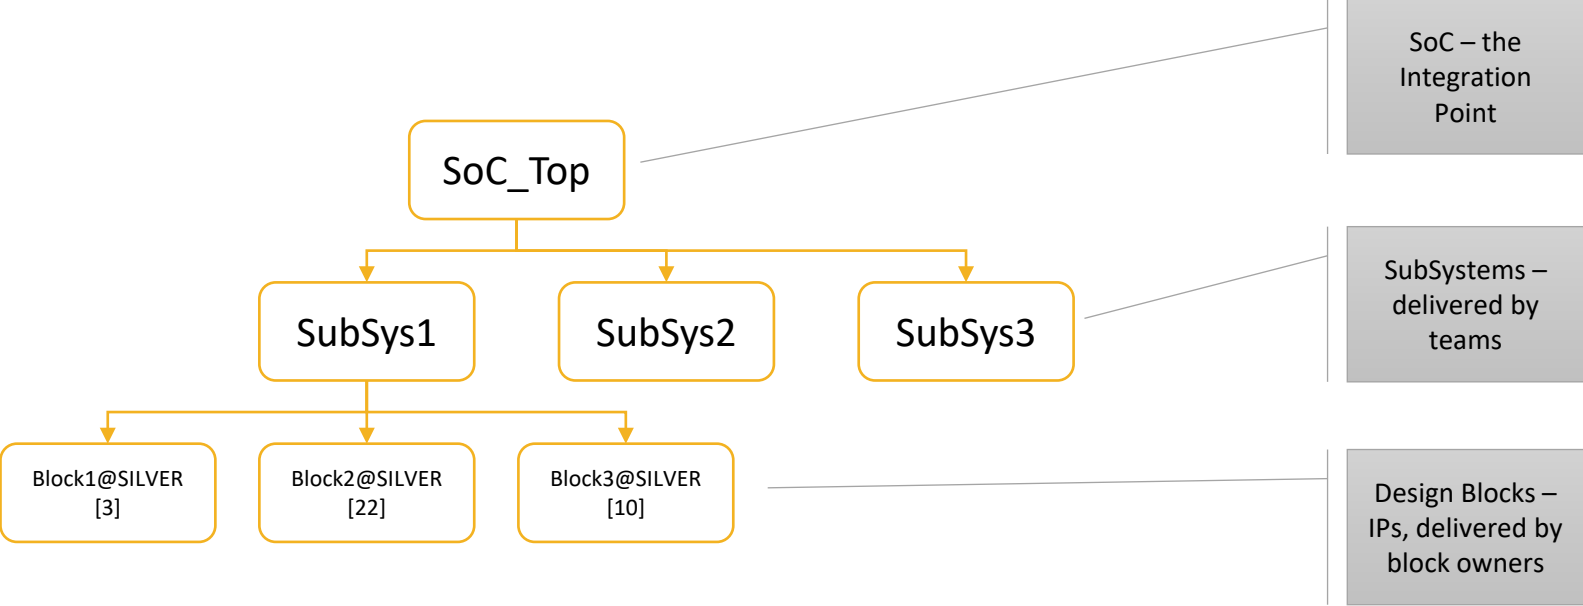 SoC – the
Integration
Point
SoC_Top
SubSystems –
delivered by
teams
SubSys1
SubSys2
SubSys3
Block1@SILVER
[3]
Block2@SILVER
[22]
Block3@SILVER
[10]
Design Blocks –
IPs, delivered by
block owners